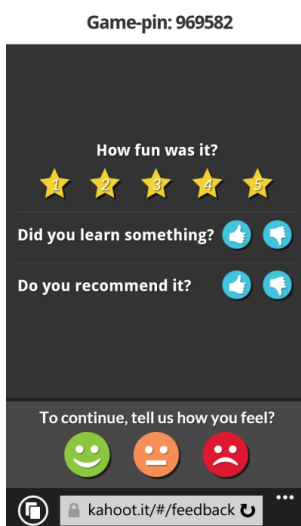 Game-pin: 969582
How fun was it?
1 2 3 4 5
Did you learn something?
Do you recommend it?
To continue, tell us how you feel?
kahoot.it/#/feedback